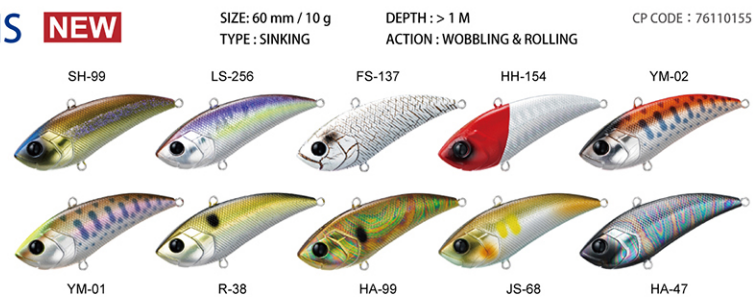 S NEW
SIZE: 60 mm / 10 g
TYPE : SINKING
DEPTH : > 1 M
ACTION : WOBBLING & ROLLING
CP CODE：76110155
SH-99 LS-256 FS-137 HH-154 YM-02
YM-01 R-38 HA-99 JS-68 HA-47